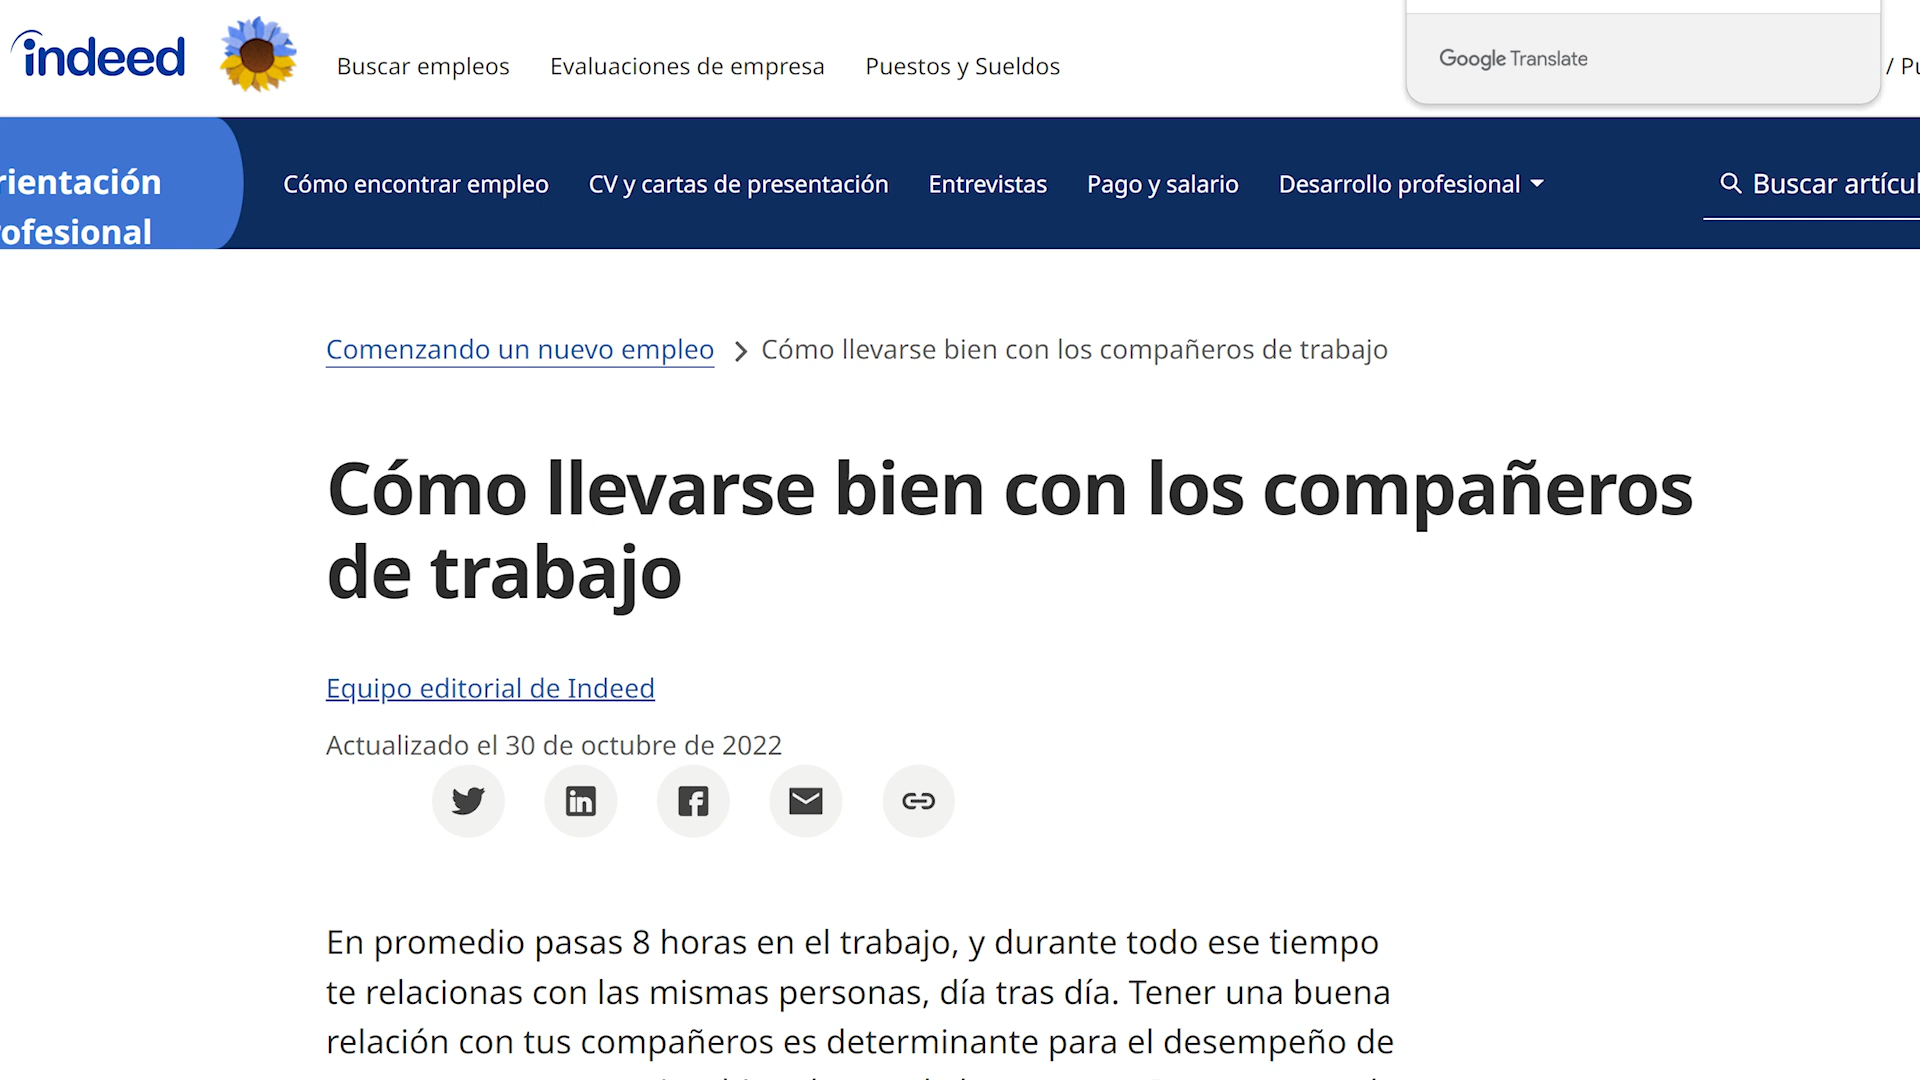 indeed
Buscar empleos Evaluaciones de empresa Puestos y Sueldos
Google Translate
/ Pu
rientación
ofesional
Cómo encontrar empleo CV y cartas de presentación Entrevistas Pago y salario Desarrollo profesional
Buscar artícul
Comenzando un nuevo empleo > Cómo llevarse bien con los compañeros de trabajo
Cómo llevarse bien con los compañeros
de trabajo
Equipo editorial de Indeed
Actualizado el 30 de octubre de 2022
En promedio pasas 8 horas en el trabajo, y durante todo ese tiempo
te relacionas con las mismas personas, día tras día. Tener una buena
relación con tus compañeros es determinante para el desempeño de